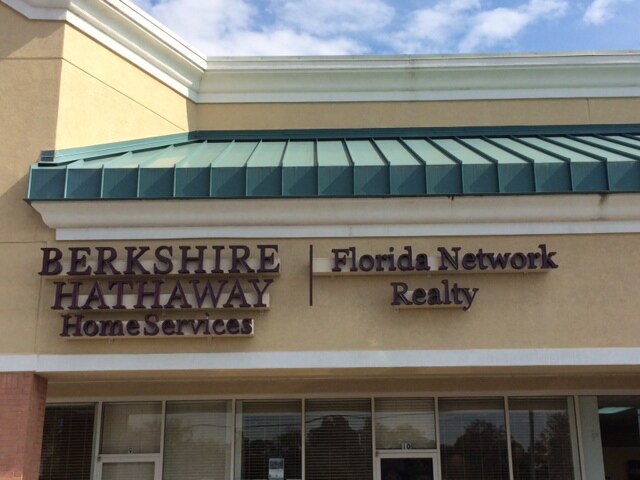 BERKSHIRE
HATHAWAY
HomeServices
Florida Network
Realty